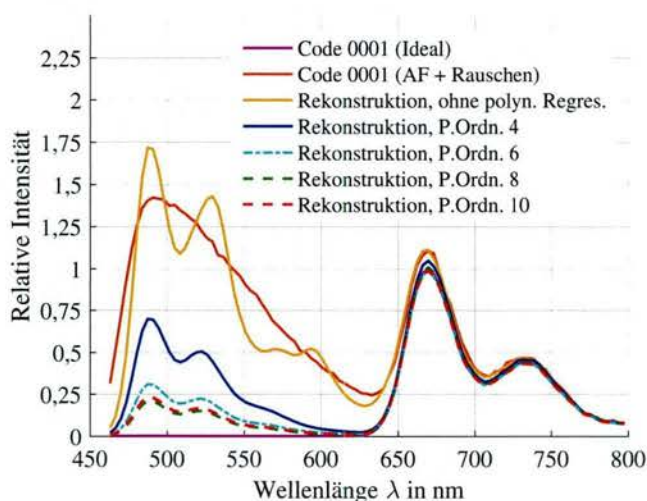 2,25
2
1,75
1,5
1,25
1
0,75
0,5
0,25
0
Relative Intensität
Code 0001 (Ideal)
Code 0001 (AF + Rauschen)
Rekonstruktion, ohne polyn. Regres.
Rekonstruktion, P.Ordn. 4
Rekonstruktion, P.Ordn. 6
Rekonstruktion, P.Ordn. 8
Rekonstruktion, P.Ordn. 10
450 500 550 600 650 700 750 800
Wellenlänge λ in nm